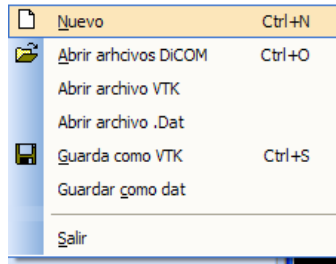 Nuevo Ctrl+N
Abrir arhcivos DiCOM Ctrl+O
Abrir archivo VTK
Abrir archivo .Dat
Guarda como VTK Ctrl+S
Guardar como dat
Salir